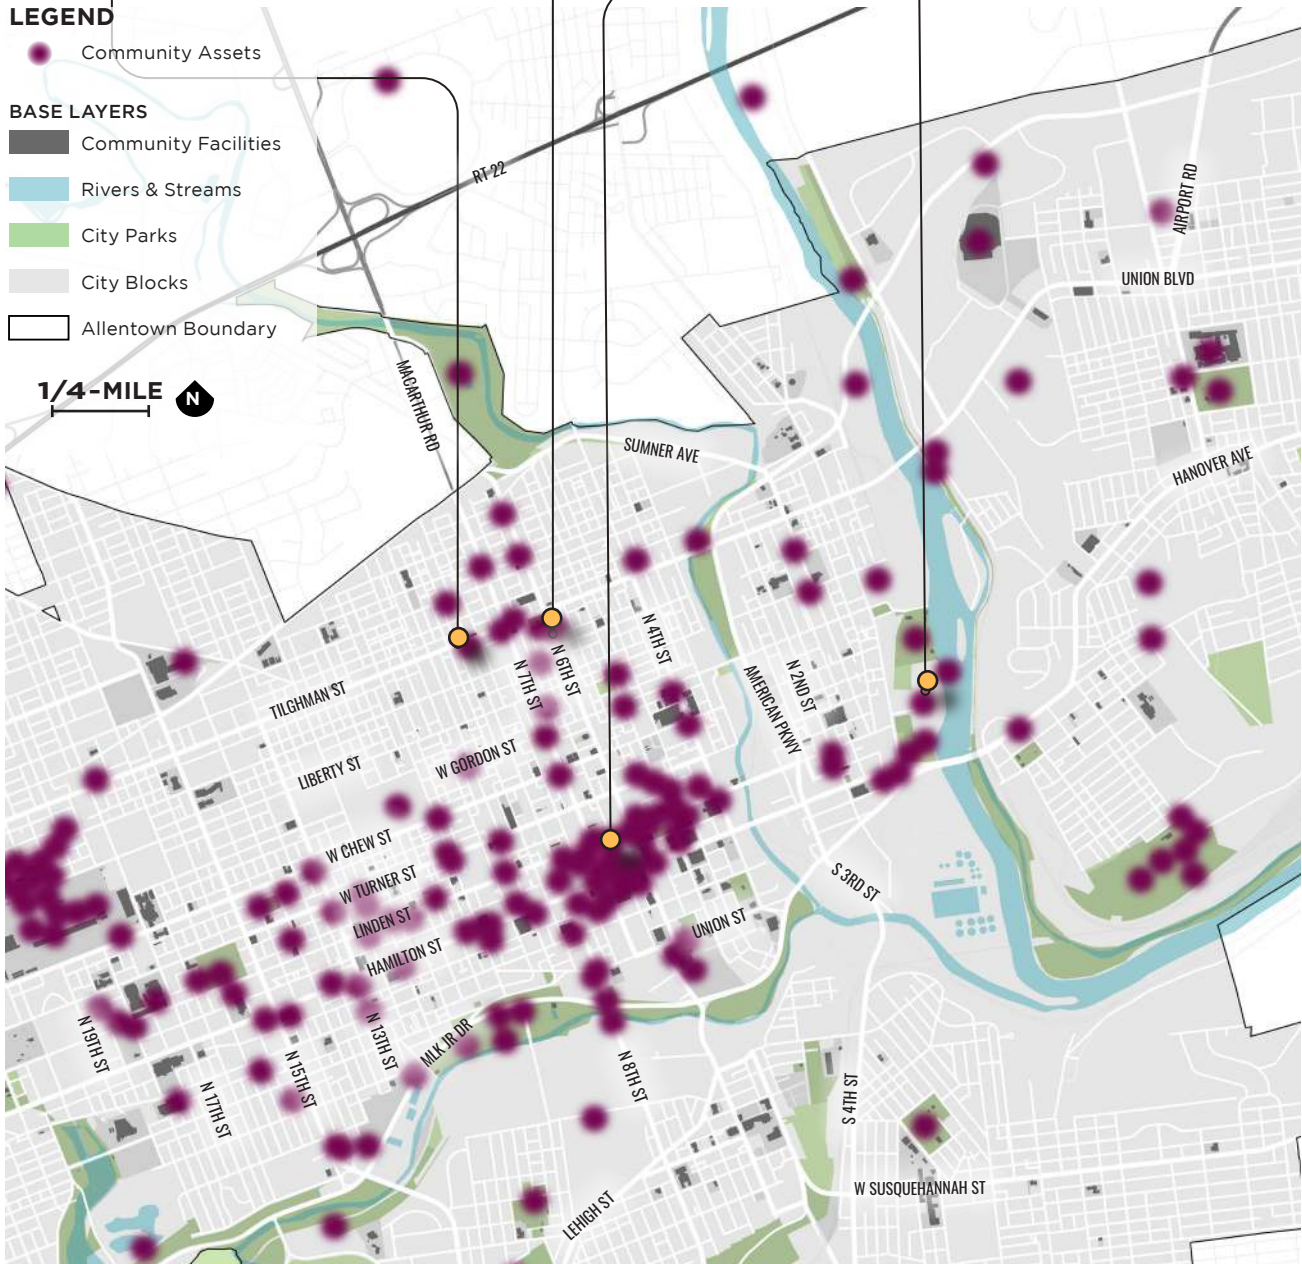 LEGEND
Community Assets
BASE LAYERS
Community Facilities
Rivers & Streams
City Parks
City Blocks
Allentown Boundary
1/4-MILE
N
RT 22
AIRPORT RD
UNION BLVD
MACARTHUR RD
SUMNER AVE
HANOVER AVE
N 4TH ST
N 6TH ST
N 7TH ST
N 2ND ST
AMERICAN PKWY
TILGHMAN ST
LIBERTY ST
W GORDON ST
W CHEW ST
W TURNER ST
LINDEN ST
HAMILTON ST
S 3RD ST
UNION ST
N 19TH ST
N 17TH ST
N 15TH ST
N 13TH ST
MLK JR DR
N 8TH ST
S 4TH ST
LEHIGH ST
W SUSQUEHANNAH ST